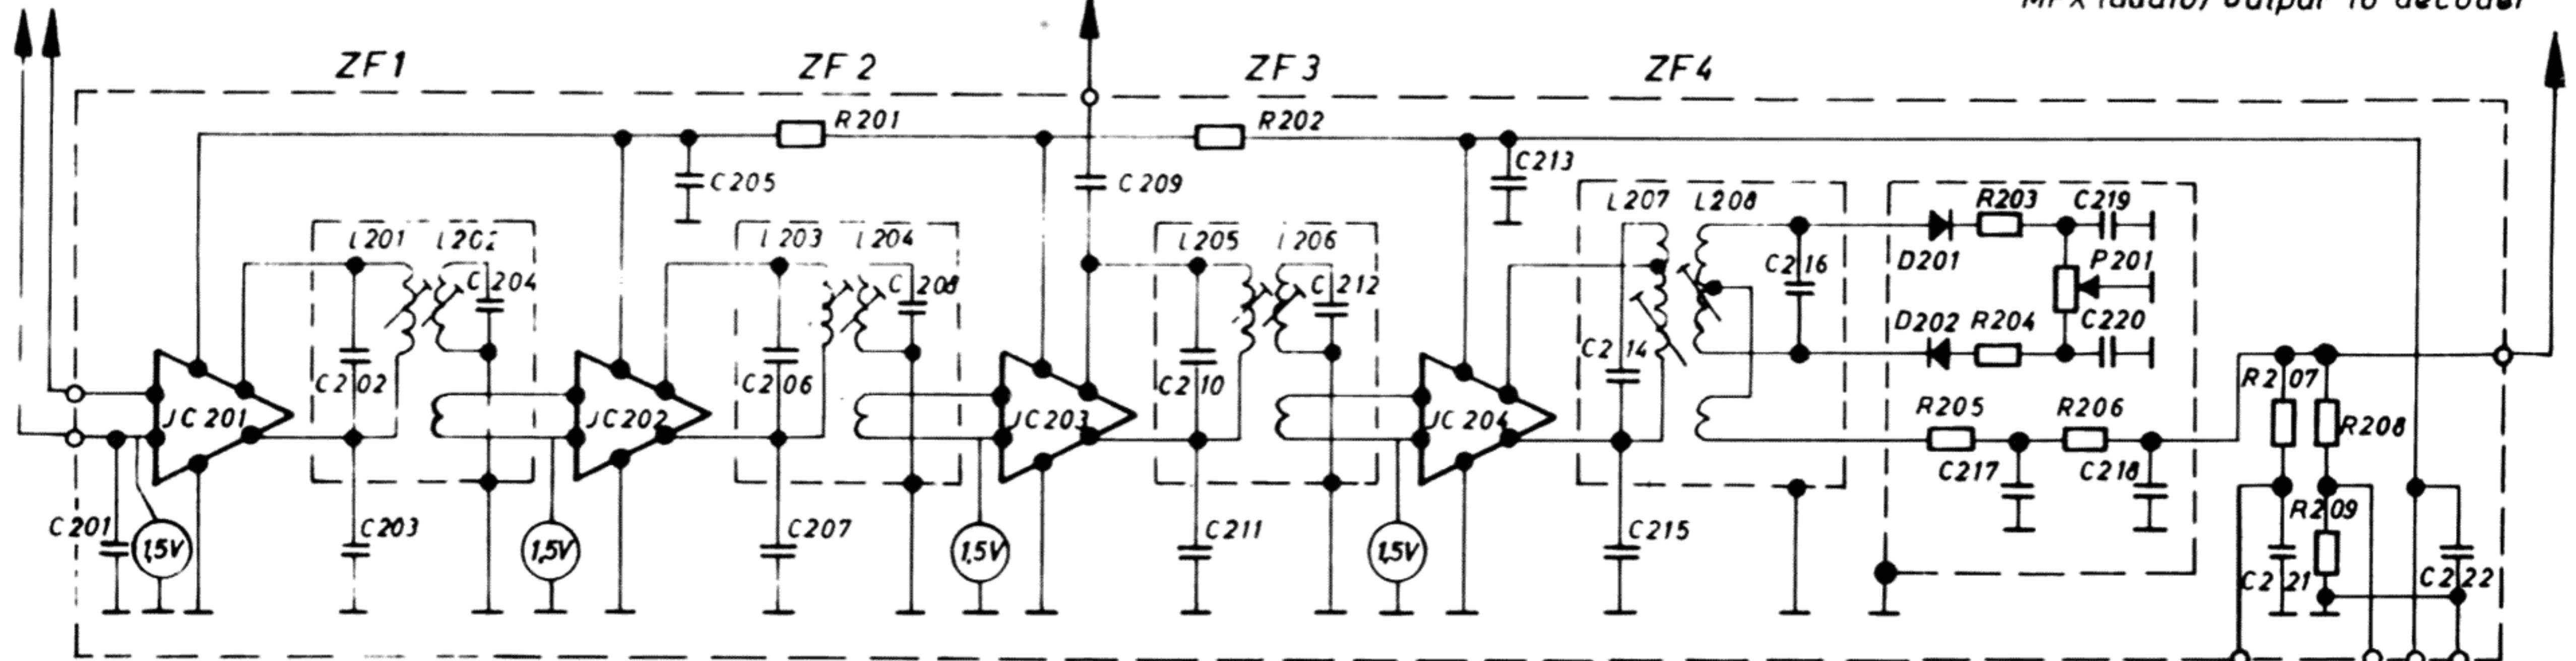 MPX (audio) output to decoder
ZF1 ZF2 ZF3 ZF4
R201 R202
C213
C205 C209
L207 L208 R203 C219
L201 L202 L203 L204 L205 L206
C216 D201 P201
C204 C208 C212
D202 R204 C220
C214
C202 C206 C210 R207
JC201 JC202 JC203 JC204 R205 R206
R208
C217 C218
R209
C201 C203 C207 C211 C215
1,5V 1,5V 1,5V 1,5V
C221 C222